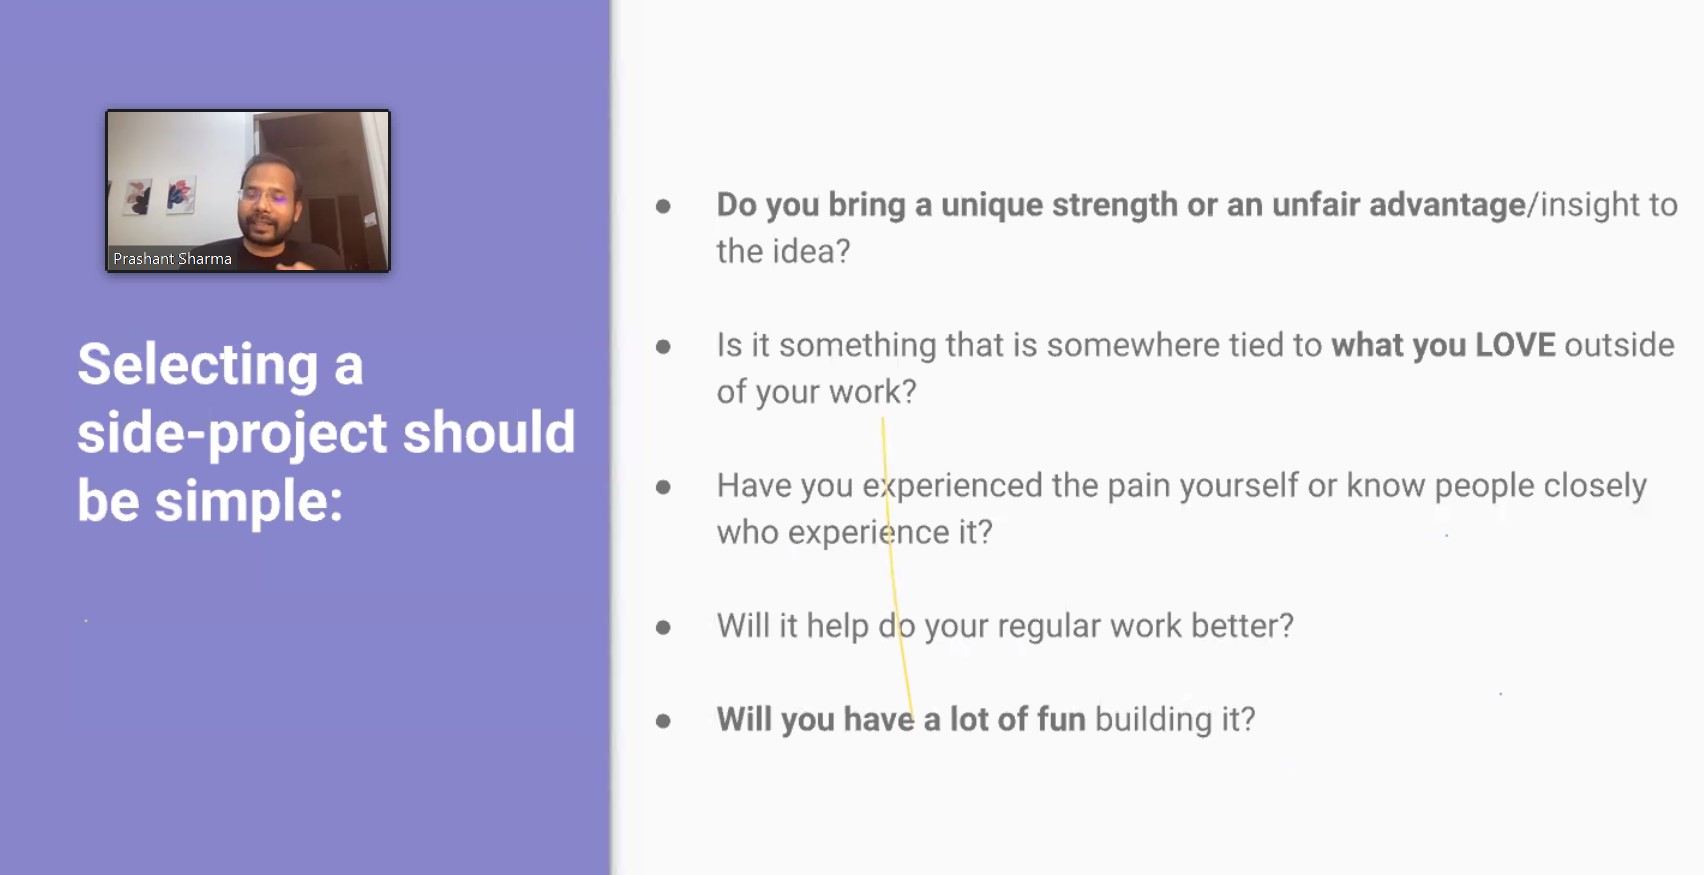 Prashant Sharma
Selecting a
side-project should
be simple:
● Do you bring a unique strength or an unfair advantage/insight to
the idea?
● Is it something that is somewhere tied to what you LOVE outside
of your work?
● Have you experienced the pain yourself or know people closely
who experience it?
● Will it help do your regular work better?
● Will you have a lot of fun building it?